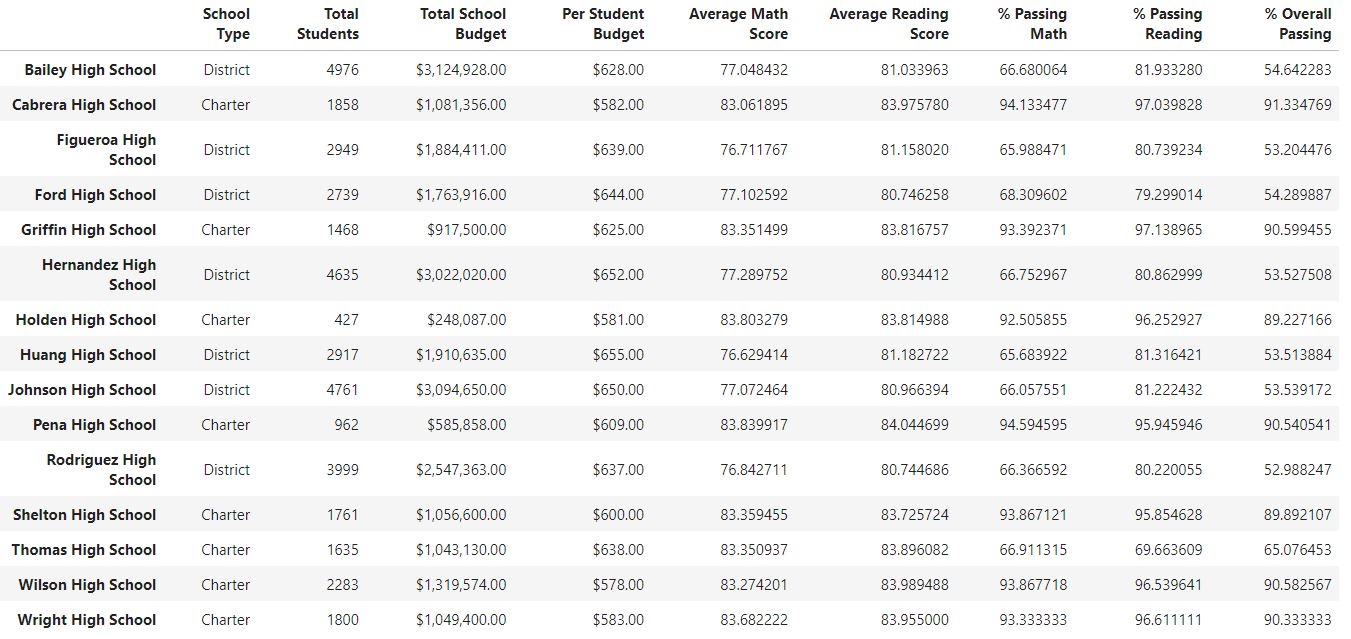 School Type Total Students Total School Budget Per Student Budget Average Math Score Average Reading Score % Passing Math % Passing Reading % Overall Passing
Bailey High School District 4976 $3,124,928.00 $628.00 77.048432 81.033963 66.680064 81.933280 54.642283
Cabrera High School Charter 1858 $1,081,356.00 $582.00 83.061895 83.975780 94.133477 97.039828 91.334769
Figueroa High School District 2949 $1,884,411.00 $639.00 76.711767 81.158020 65.988471 80.739234 53.204476
Ford High School District 2739 $1,763,916.00 $644.00 77.102592 80.746258 68.309602 79.299014 54.289887
Griffin High School Charter 1468 $917,500.00 $625.00 83.351499 83.816757 93.392371 97.138965 90.599455
Hernandez High School District 4635 $3,022,020.00 $652.00 77.289752 80.934412 66.752967 80.862999 53.527508
Holden High School Charter 427 $248,087.00 $581.00 83.803279 83.814988 92.505855 96.252927 89.227166
Huang High School District 2917 $1,910,635.00 $655.00 76.629414 81.182722 65.683922 81.316421 53.513884
Johnson High School District 4761 $3,094,650.00 $650.00 77.072464 80.966394 66.057551 81.222432 53.539172
Pena High School Charter 962 $585,858.00 $609.00 83.839917 84.044699 94.594595 95.945946 90.540541
Rodriguez High School District 3999 $2,547,363.00 $637.00 76.842711 80.744686 66.366592 80.220055 52.988247
Shelton High School Charter 1761 $1,056,600.00 $600.00 83.359455 83.725724 93.867121 95.854628 89.892107
Thomas High School Charter 1635 $1,043,130.00 $638.00 83.350937 83.896082 66.911315 69.663609 65.076453
Wilson High School Charter 2283 $1,319,574.00 $578.00 83.274201 83.989488 93.867718 96.539641 90.582567
Wright High School Charter 1800 $1,049,400.00 $583.00 83.682222 83.955000 93.333333 96.611111 90.333333